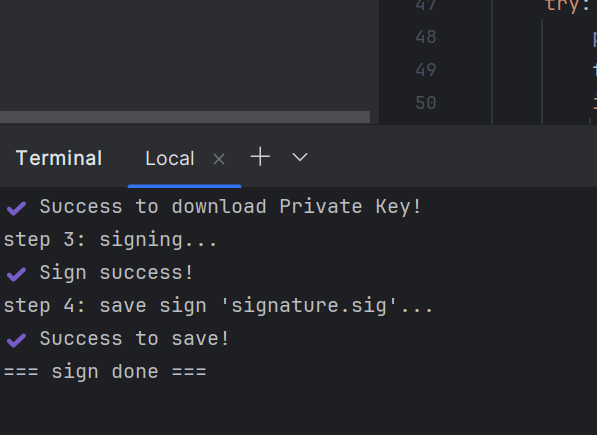 47
try:
48
49
50
Terminal
Local
✔ Success to download Private Key!
step 3: signing...
✔ Sign success!
step 4: save sign 'signature.sig'...
✔ Success to save!
=== sign done ===